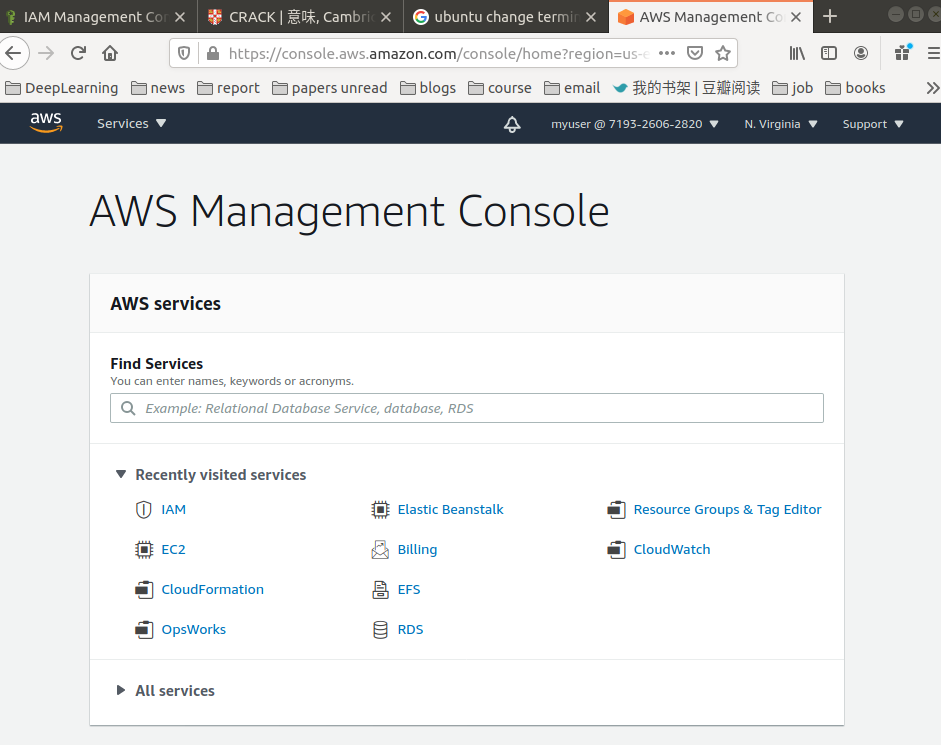 IAM Management Co
CRACK | 意味, Cambri
ubuntu change termi
AWS Management Co
https://console.aws.amazon.com/console/home?region=us-e
DeepLearning news report papers unread blogs course email 我的书架 | 豆瓣阅读 job books
aws Services myuser @ 7193-2606-2820 N. Virginia Support
AWS Management Console
AWS services
Find Services
You can enter names, keywords or acronyms.
Example: Relational Database Service, database, RDS
Recently visited services
IAM Elastic Beanstalk Resource Groups & Tag Editor
EC2 Billing CloudWatch
CloudFormation EFS
OpsWorks RDS
All services